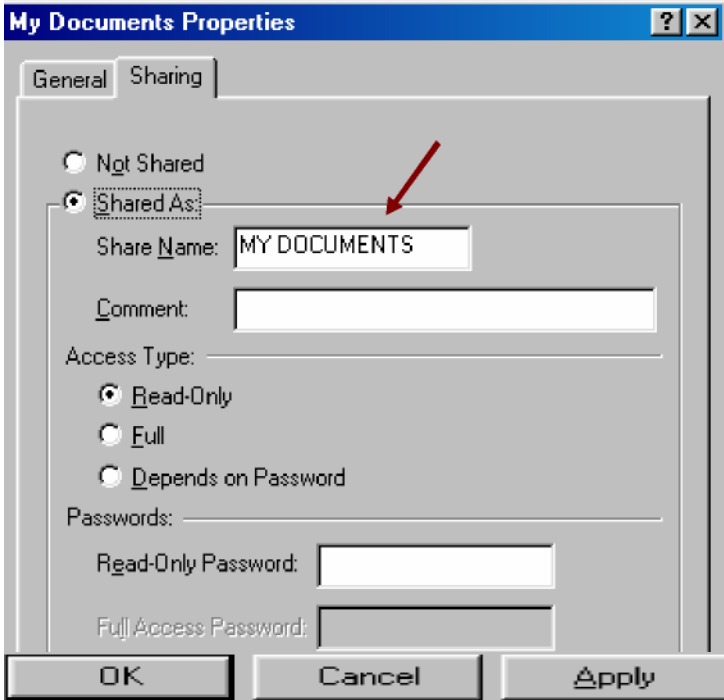 My Documents Properties ? ×
General Sharing
Not Shared
Shared As:
Share Name: MY DOCUMENTS
Comment:
Access Type:
Read-Only
Full
Depends on Password
Passwords:
Read-Only Password:
Full Access Password:
OK Cancel Apply